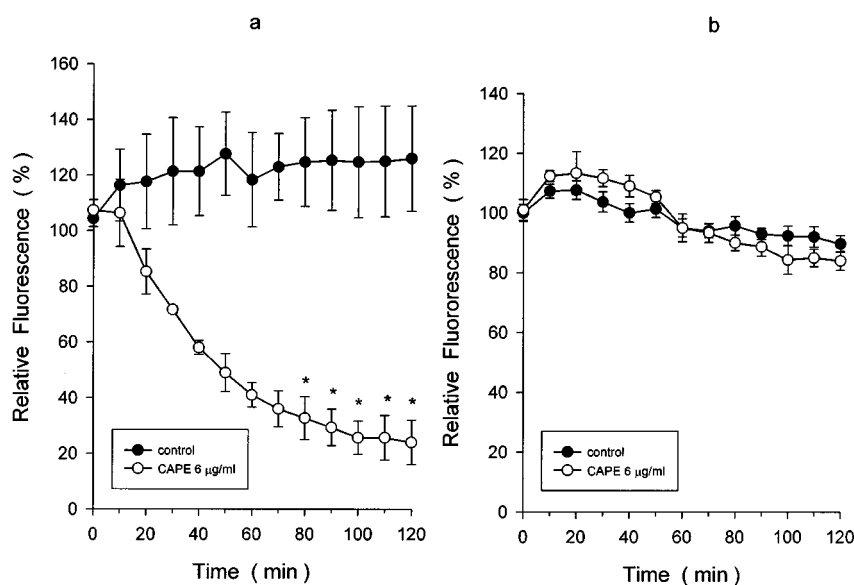 a
b
160
140
120
100
80
60
40
20
0
Relative Fluorescence ( % )
control
CAPE 6 µg/ml
* * * * *
0 20 40 60 80 100 120
Time ( min )
140
120
100
80
60
40
20
0
Relative Fluororescence ( % )
control
CAPE 6 µg/ml
0 20 40 60 80 100 120
Time ( min )